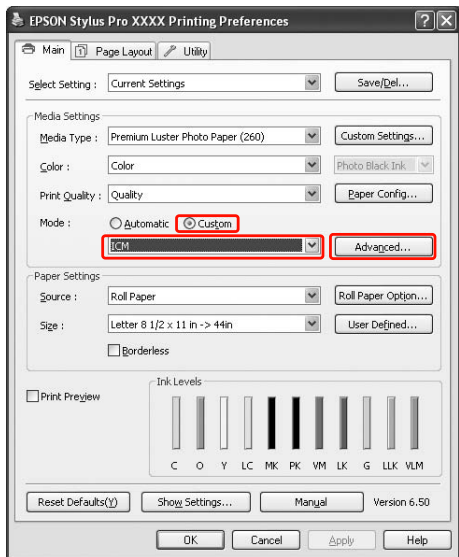 EPSON Stylus Pro XXXX Printing Preferences
Main Page Layout Utility
Select Setting : Current Settings Save/Del...
Media Settings
Media Type : Premium Luster Photo Paper (260) Custom Settings...
Color : Color Photo Black Ink
Print Quality : Quality Paper Config...
Mode : Automatic Custom
ICM Advanced...
Paper Settings
Source : Roll Paper Roll Paper Option...
Size : Letter 8 1/2 x 11 in -> 44in User Defined...
Borderless
Print Preview
Ink Levels
C O Y LC MK PK VM LK G LLK VLM
Reset Defaults(Y) Show Settings... Manual Version 6.50
OK Cancel Apply Help